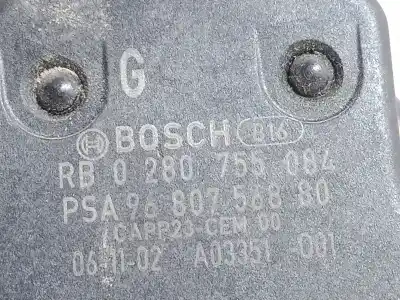 G
BOSCH B16
RB 0 280 755 084
PSA 96 807 568 80
CAPP23-CEM 00
06-11-02 A03351 -081